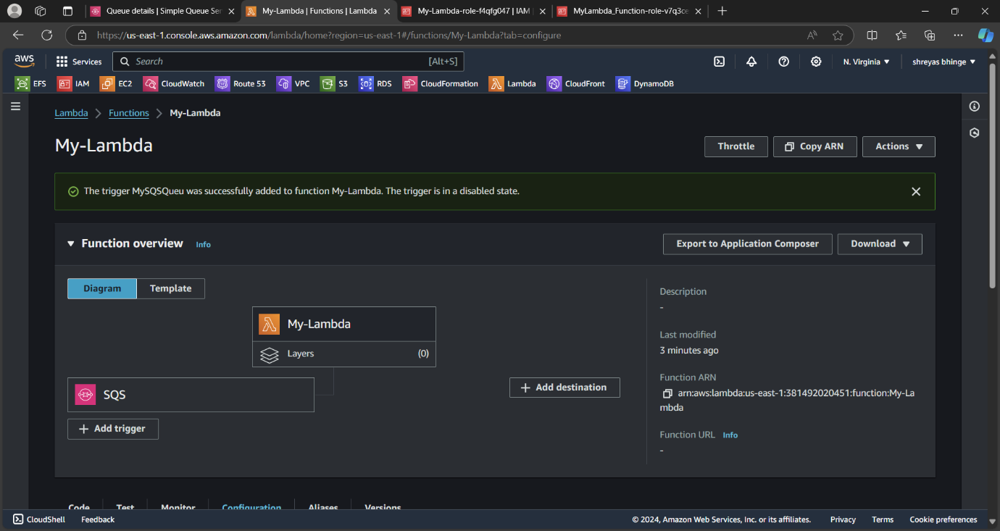 Queue details | Simple Queue Ser
My-Lambda | Functions | Lambda
My-Lambda-role-f4qfg047 | IAM
MyLambda_Function-role-v7q3ce
https://us-east-1.console.aws.amazon.com/lambda/home?region=us-east-1#/functions/My-Lambda?tab=configure
aws
Services
Search
[Alt+S]
N. Virginia
shreyas bhinge
EFS
IAM
EC2
CloudWatch
Route 53
VPC
S3
RDS
CloudFormation
Lambda
CloudFront
DynamoDB
Lambda > Functions > My-Lambda
My-Lambda
Throttle
Copy ARN
Actions
The trigger MySQSQueu was successfully added to function My-Lambda. The trigger is in a disabled state.
Function overview
Info
Export to Application Composer
Download
Diagram
Template
My-Lambda
Layers
(0)
SQS
+ Add trigger
+ Add destination
Description
-
Last modified
3 minutes ago
Function ARN
arn:aws:lambda:us-east-1:381492020451:function:My-La
mbda
Function URL
Info
-
Code
Test
Monitor
Configuration
Aliases
Versions
CloudShell
Feedback
© 2024, Amazon Web Services, Inc. or its affiliates.
Privacy
Terms
Cookie preferences